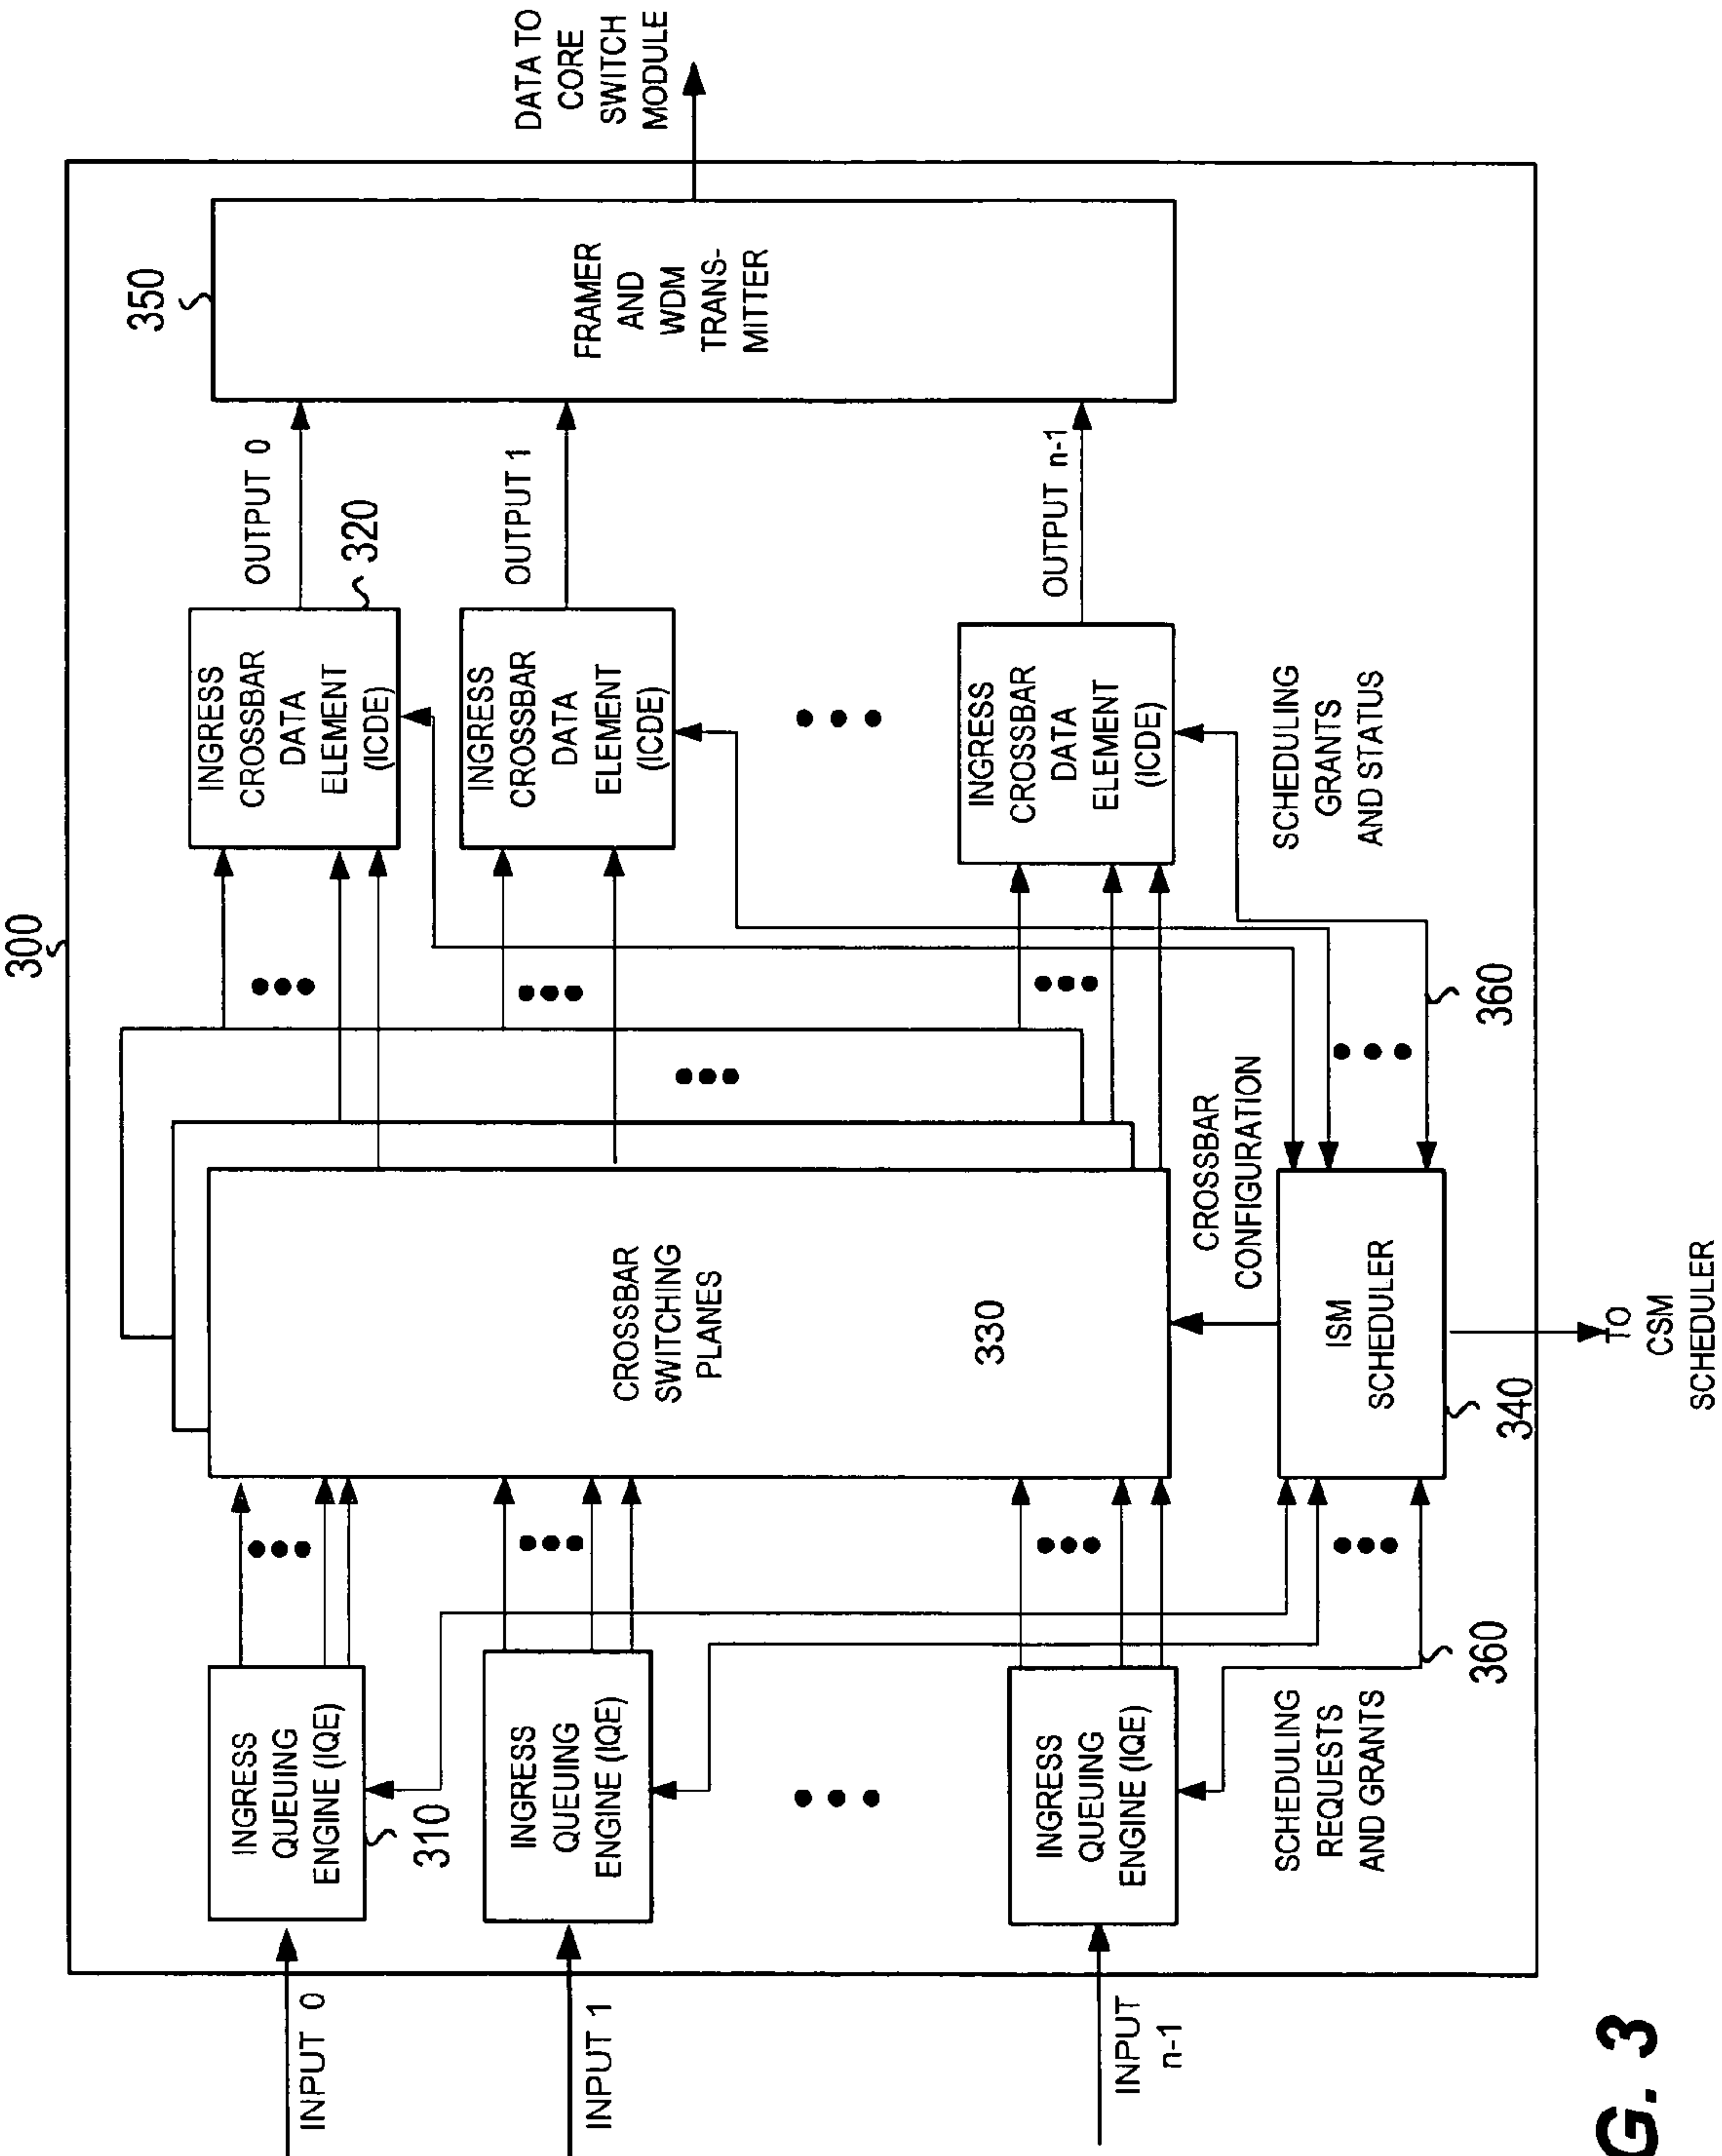 300
INPUT 0
INPUT 1
INPUT
n-1
INGRESS
QUEUING
ENGINE (IQE)
310
INGRESS
QUEUING
ENGINE (IQE)
INGRESS
QUEUING
ENGINE (IQE)
SCHEDULING
REQUESTS
AND GRANTS
360
CROSSBAR
SWITCHING
PLANES
330
CROSSBAR
CONFIGURATION
ISM
SCHEDULER
340
TO
CSM
SCHEDULER
INGRESS
CROSSBAR
DATA
ELEMENT
(ICDE)
320
INGRESS
CROSSBAR
DATA
ELEMENT
(ICDE)
INGRESS
CROSSBAR
DATA
ELEMENT
(ICDE)
SCHEDULING
GRANTS
AND STATUS
360
OUTPUT 0
OUTPUT 1
OUTPUT n-1
350
FRAMER
AND
WDM
TRANS-
MITTER
DATA TO
CORE
SWITCH
MODULE
G. 3